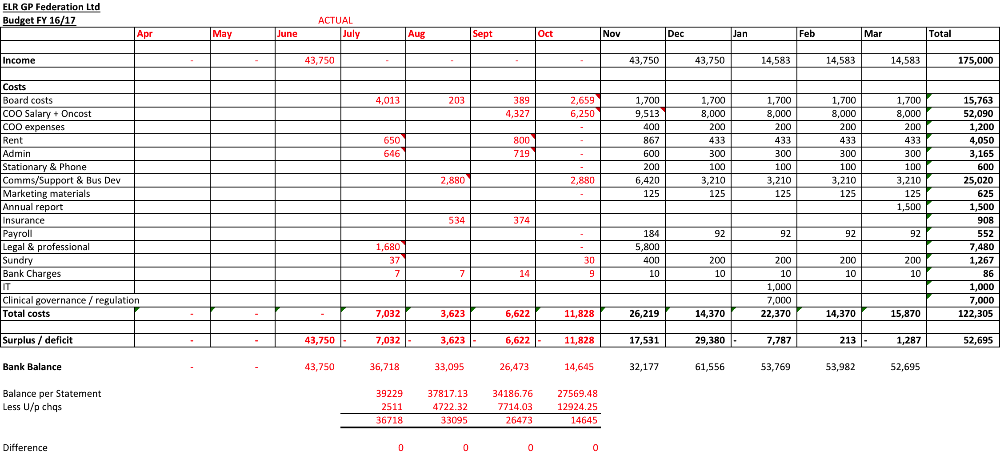 ELR GP Federation Ltd
Budget FY 16/17 ACTUAL
Apr May June July Aug Sept Oct Nov Dec Jan Feb Mar Total
Income - - 43,750 - - - - 43,750 43,750 14,583 14,583 14,583 175,000
Costs
Board costs 4,013 203 389 2,659 1,700 1,700 1,700 1,700 1,700 15,763
COO Salary + Oncost 4,327 6,250 9,513 8,000 8,000 8,000 8,000 52,090
COO expenses - 400 200 200 200 200 1,200
Rent 650 800 - 867 433 433 433 433 4,050
Admin 646 719 - 600 300 300 300 300 3,165
Stationary & Phone - 200 100 100 100 100 600
Comms/Support & Bus Dev 2,880 2,880 6,420 3,210 3,210 3,210 3,210 25,020
Marketing materials - 125 125 125 125 125 625
Annual report 1,500 1,500
Insurance 534 374 908
Payroll - 184 92 92 92 92 552
Legal & professional 1,680 - 5,800 7,480
Sundry 37 30 400 200 200 200 200 1,267
Bank Charges 7 7 14 9 10 10 10 10 10 86
IT 1,000 1,000
Clinical governance / regulation 7,000 7,000
Total costs - - - 7,032 3,623 6,622 11,828 26,219 14,370 22,370 14,370 15,870 122,305
Surplus / deficit - - 43,750 - 7,032 - 3,623 - 6,622 - 11,828 17,531 29,380 - 7,787 213 - 1,287 52,695
Bank Balance - - 43,750 36,718 33,095 26,473 14,645 32,177 61,556 53,769 53,982 52,695
Balance per Statement 39229 37817.13 34186.76 27569.48
Less U/p chqs 2511 4722.32 7714.03 12924.25
36718 33095 26473 14645
Difference 0 0 0 0